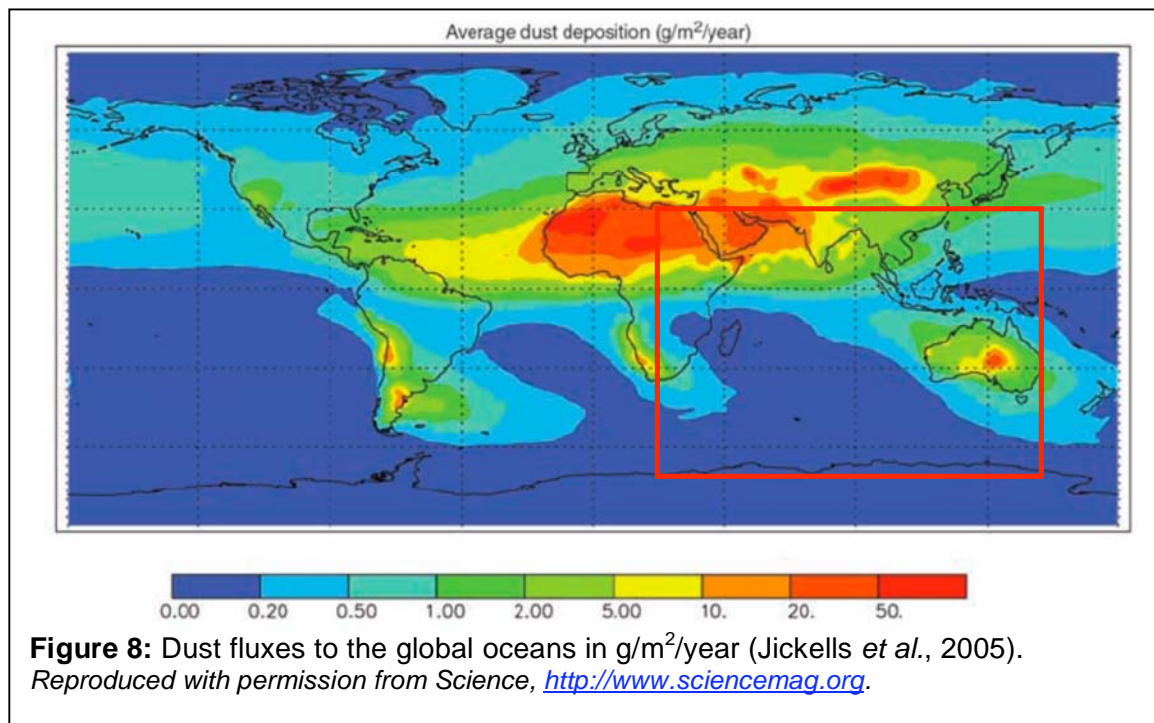 Average dust deposition (g/m²/year)
0.00 0.20 0.50 1.00 2.00 5.00 10. 20. 50.
Figure 8: Dust fluxes to the global oceans in g/m²/year (Jickells et al., 2005).
Reproduced with permission from Science, http://www.sciencemag.org.